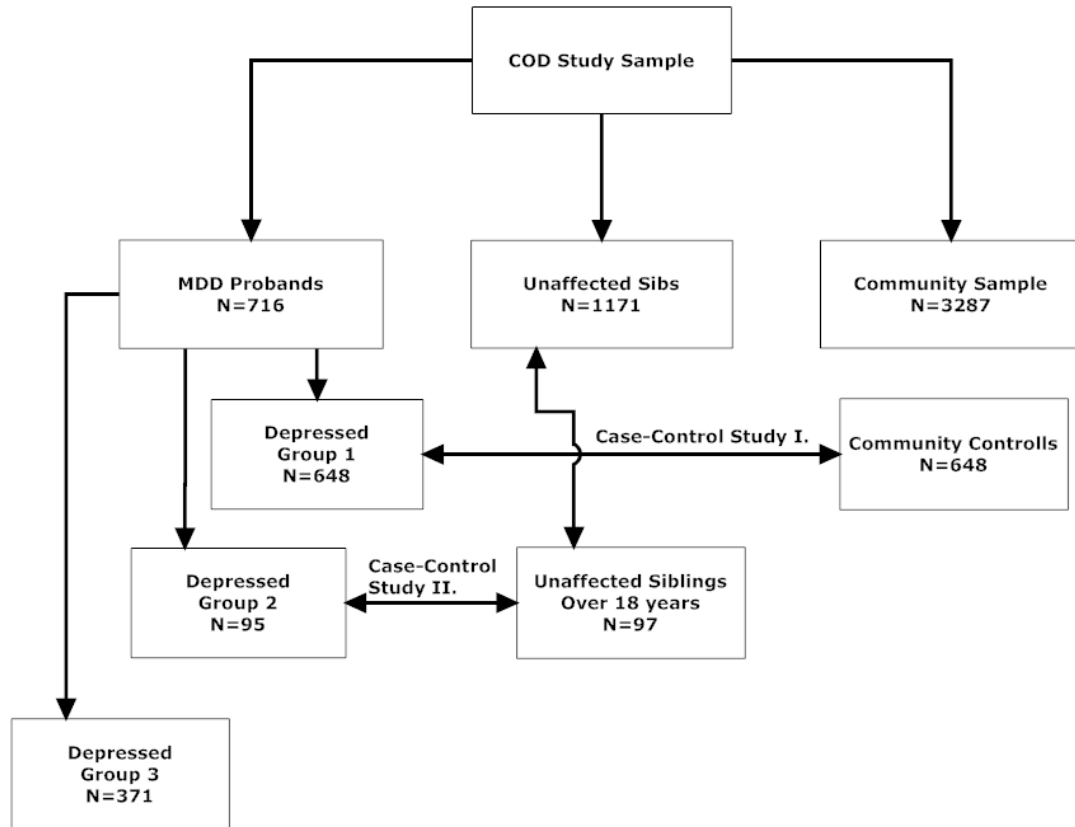 COD Study Sample
MDD Probands
N=716
Unaffected Sibs
N=1171
Community Sample
N=3287
Depressed
Group 1
N=648
Case-Control Study I.
Community Controlls
N=648
Depressed
Group 2
N=95
Case-Control
Study II.
Unaffected Siblings
Over 18 years
N=97
Depressed
Group 3
N=371